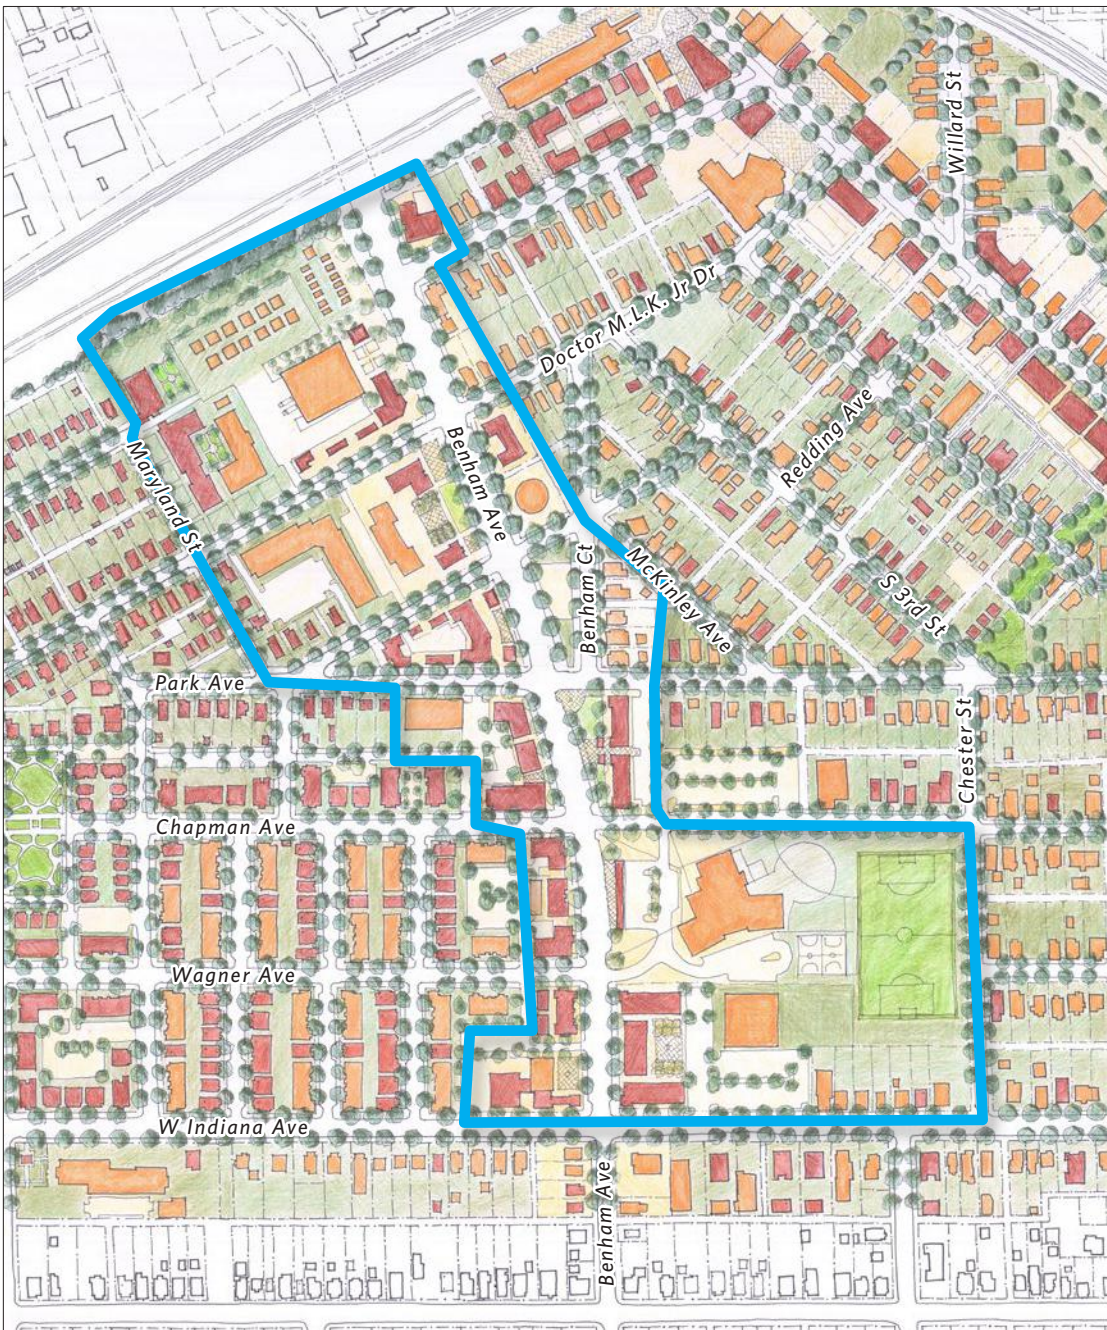 Willard St
Doctor M.L.K. Jr Dr
Redding Ave
Maryland St
Benham Ave
Benham Ct
McKinley Ave
S 3rd St
Park Ave
Chester St
Chapman Ave
Wagner Ave
W Indiana Ave
Benham Ave